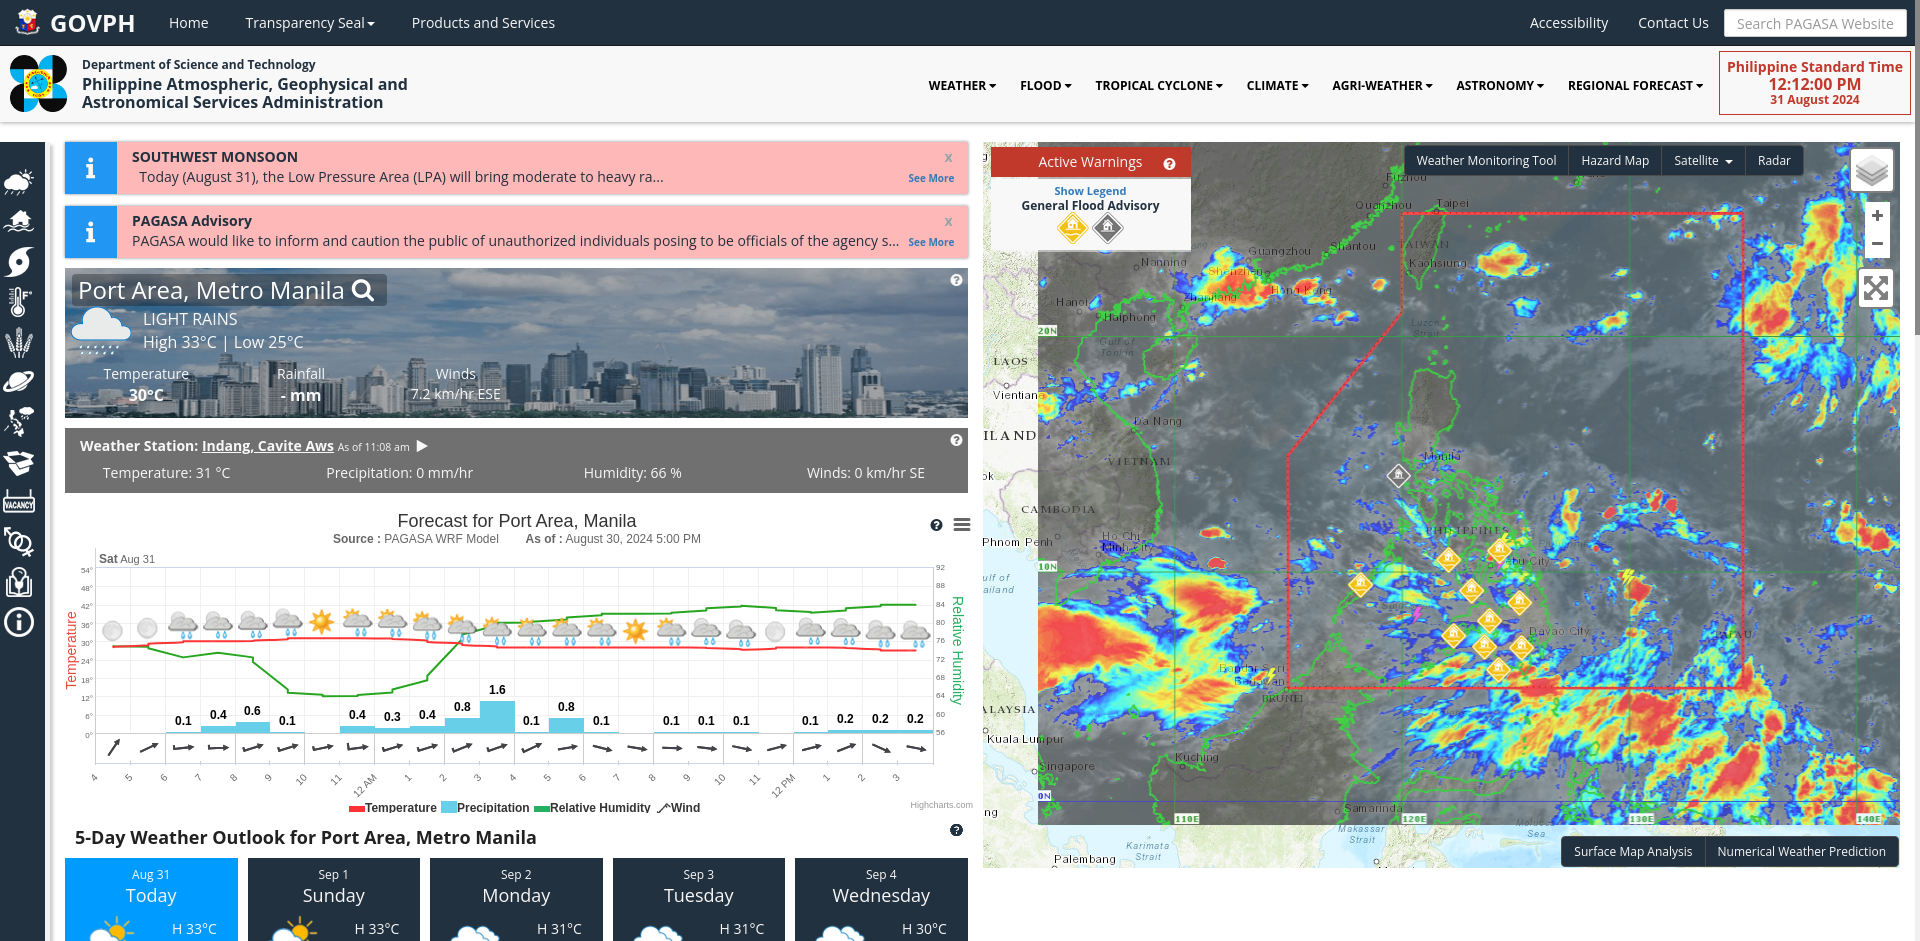 GOVPH
Home
Transparency Seal
Products and Services
Accessibility
Contact Us
Search PAGASA Website
Department of Science and Technology
Philippine Atmospheric, Geophysical and
Astronomical Services Administration
WEATHER
FLOOD
TROPICAL CYCLONE
CLIMATE
AGRI-WEATHER
ASTRONOMY
REGIONAL FORECAST
Philippine Standard Time
12:12:00 PM
31 August 2024
VACANCY
SOUTHWEST MONSOON
x
Today (August 31), the Low Pressure Area (LPA) will bring moderate to heavy ra...
See More
PAGASA Advisory
x
PAGASA would like to inform and caution the public of unauthorized individuals posing to be officials of the agency s...
See More
Port Area, Metro Manila
LIGHT RAINS
High 33°C | Low 25°C
Temperature
30°C
Rainfall
- mm
Winds
7.2 km/hr ESE
Weather Station: Indang, Cavite Aws As of 11:08 am
Temperature: 31 °C
Precipitation: 0 mm/hr
Humidity: 66 %
Winds: 0 km/hr SE
Forecast for Port Area, Manila
Source : PAGASA WRF Model As of : August 30, 2024 5:00 PM
Sat Aug 31
Temperature
54°
48°
42°
36°
30°
24°
18°
12°
6°
0°
92
88
84
80
76
72
68
64
60
56
Relative Humidity
0.1
0.4
0.6
0.1
0.4
0.3
0.4
0.8
1.6
0.1
0.8
0.1
0.1
0.1
0.1
0.1
0.2
0.2
0.2
4
5
6
7
8
9
10
11
12 AM
1
2
3
4
5
6
7
8
9
10
11
12 PM
1
2
3
Temperature
Precipitation
Relative Humidity
Wind
Highcharts.com
5-Day Weather Outlook for Port Area, Metro Manila
Aug 31
Today
H 33°C
Sep 1
Sunday
H 33°C
Sep 2
Monday
H 31°C
Sep 3
Tuesday
H 31°C
Sep 4
Wednesday
H 30°C
Active Warnings
Show Legend
General Flood Advisory
Weather Monitoring Tool
Hazard Map
Satellite
Radar
+
−
Fuzhou
Quanzhou
Taipei
Shantou
TAIWAN
Guangzhou
Kaohsiung
Nanning
Shenzhen
Hong Kong
Zhanjiang
Hanoi
Haiphong
Luzon
Strait
20N
Gulf of
Tonkin
LAOS
Vientian
Da Nang
ILAND
VIETNAM
Manila
ok
CAMBODIA
PHILIPPINES
Phnom Penh
Ho Chi
Minh City
bu City
10N
ulf of
ailand
Sulu
Davao City
PALAU
Bandar Seri
Begawan
BRUNEI
ALAYSIA
Kuala Lumpur
Kuching
Singapore
0N
ng
Samarinda
110E
120E
130E
140E
Makassar
Strait
Molucca
Sea
Karimata
Strait
Palembang
Surface Map Analysis
Numerical Weather Prediction